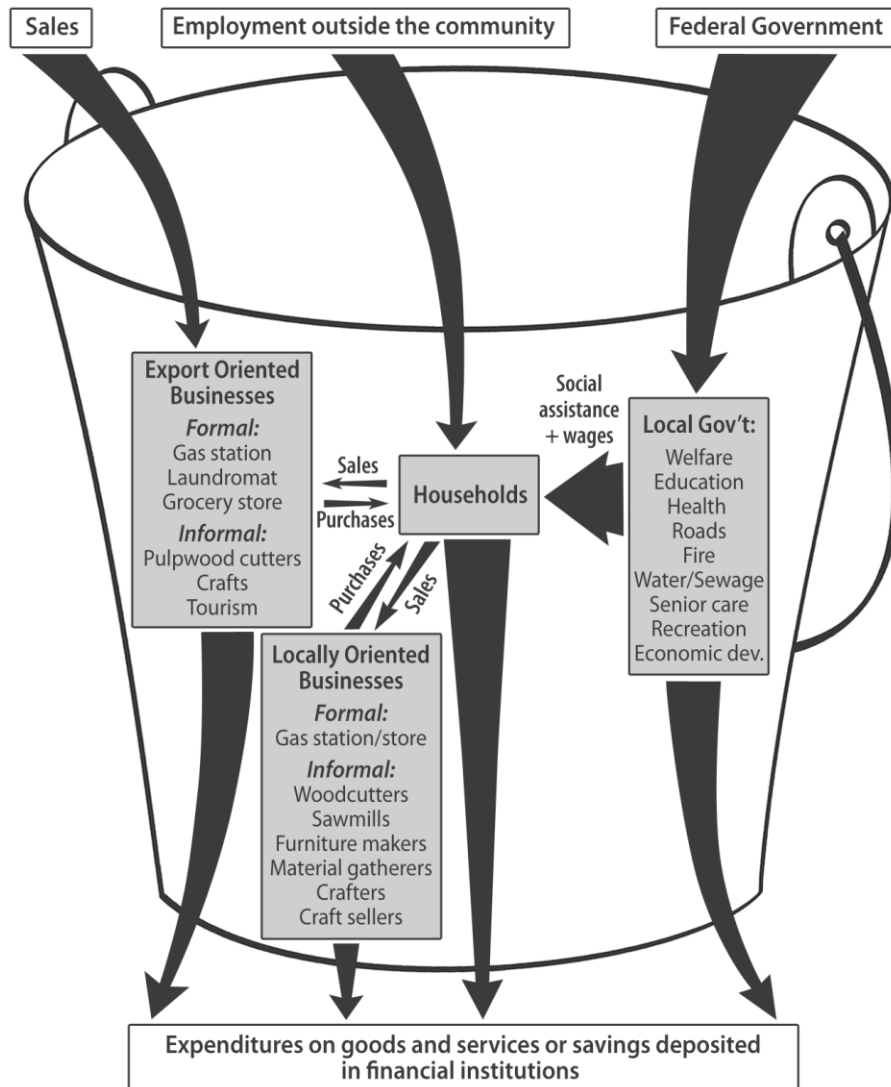 Sales
Employment outside the community
Federal Government
Export Oriented
Businesses
Formal:
Gas station
Laundromat
Grocery store
Informal:
Pulpwood cutters
Crafts
Tourism
Sales
Purchases
Households
Social
assistance
+ wages
Local Gov't:
Welfare
Education
Health
Roads
Fire
Water/Sewage
Senior care
Recreation
Economic dev.
Purchases
Sales
Locally Oriented
Businesses
Formal:
Gas station/store
Informal:
Woodcutters
Sawmills
Furniture makers
Material gatherers
Crafters
Craft sellers
Expenditures on goods and services or savings deposited
in financial institutions